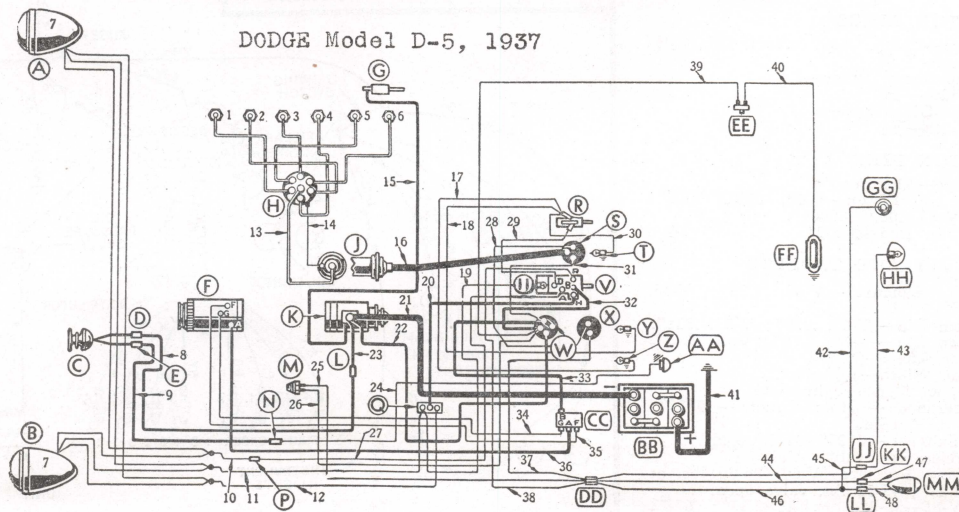 DODGE Model D-5, 1937
7
A
G
39
40
EE
1
2
3
4
5
6
15
17
R
GG
H
18
28
29
S
30
T
13
14
J
16
31
FF
HH
F
F
G
A
19
20
21
B
A
H
V
32
K
22
W
X
Y
Z
AA
C
D
8
E
9
L
23
M
25
26
24
33
42
43
Q
B
G A F
CC
34
35
−
+
BB
41
B
7
N
27
36
37
45
JJ
KK
47
44
10
11
P
12
38
DD
46
LL
48
MM